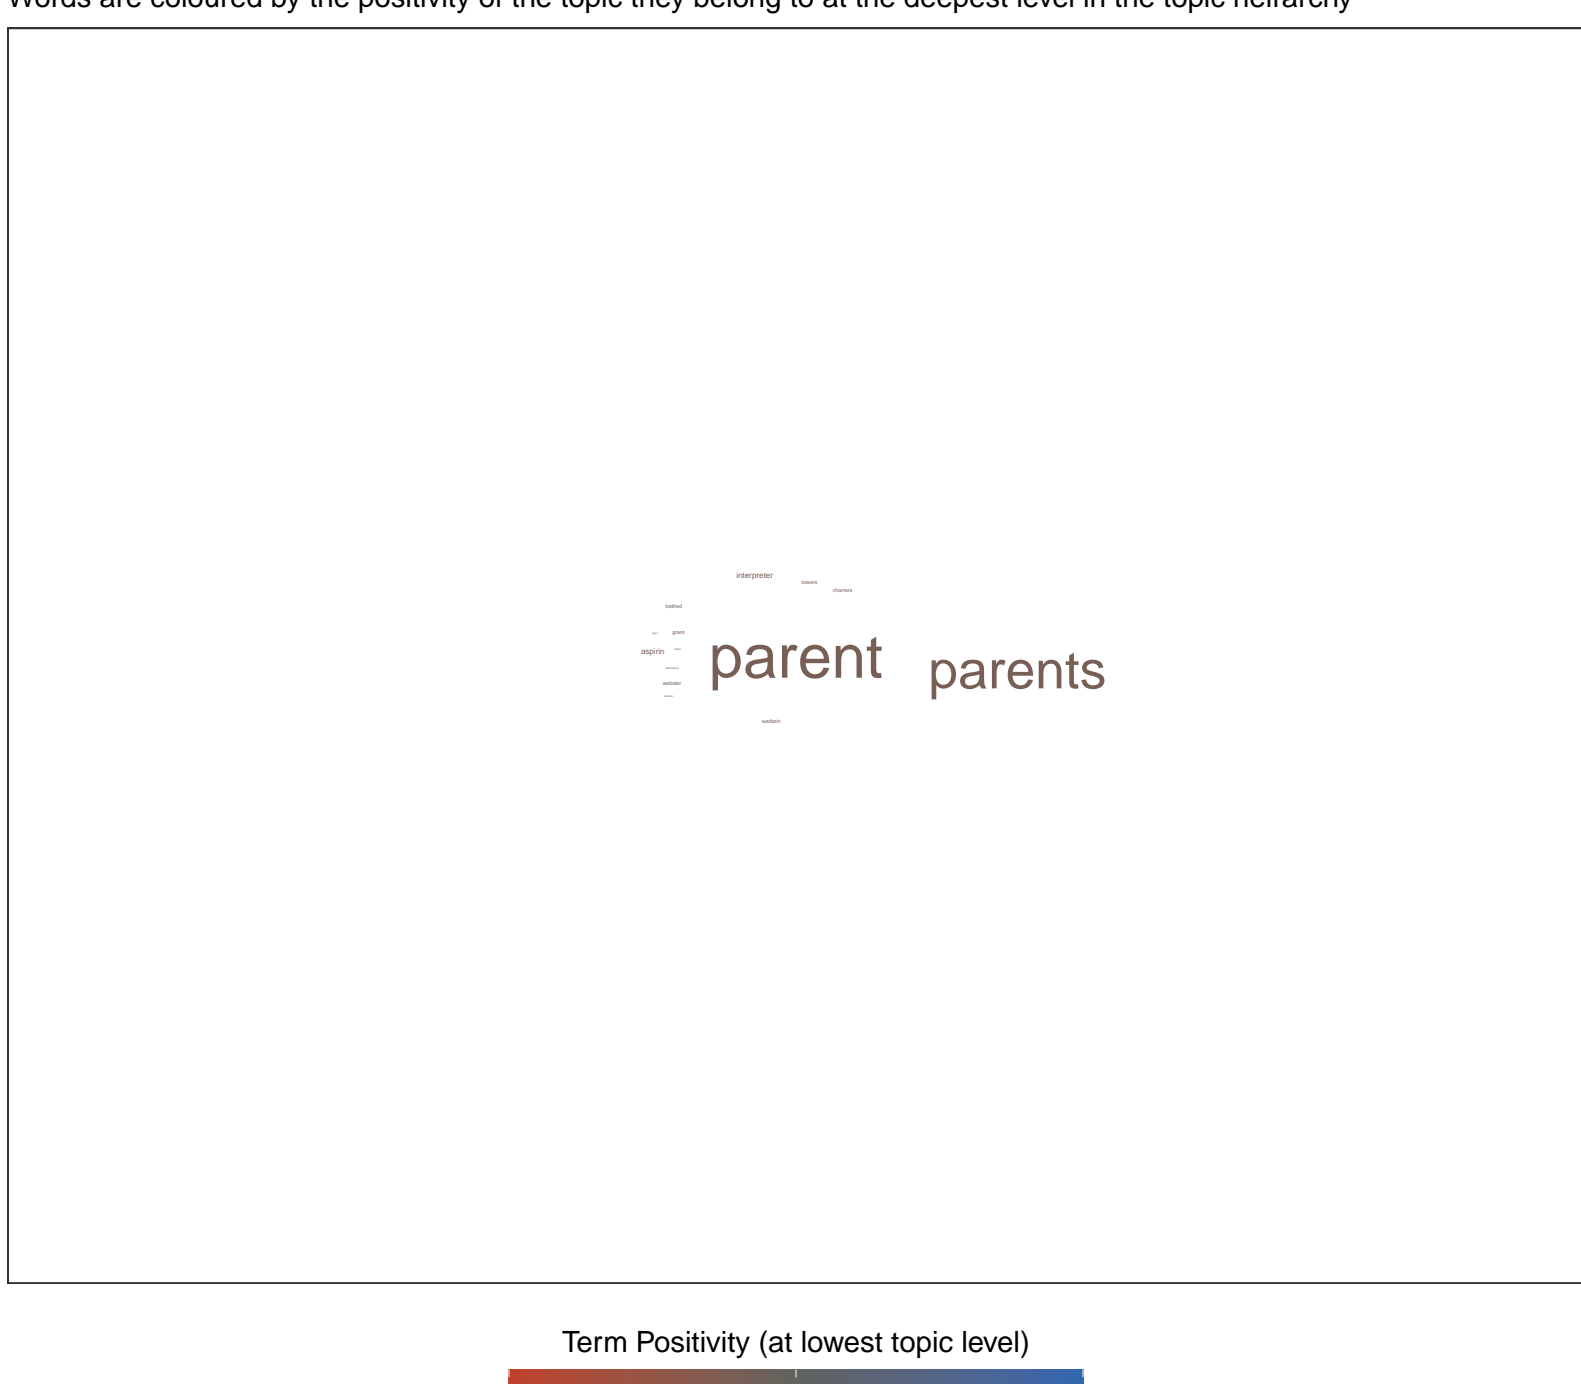 Words are coloured by the positivity of the topic they belong to at the deepest level in the topic heirarchy
interpreter
towers
charters
bathed
grant
aspirin
parent
parents
webster
warfarin
Term Positivity (at lowest topic level)